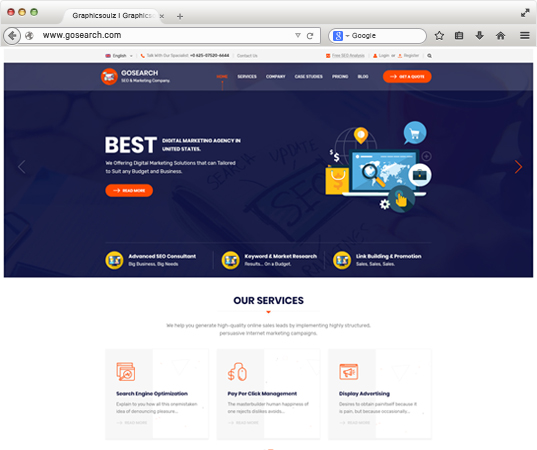 Graphicsoulz | Graphics
www.gosearch.com
Google
English
Talk With Our Specialist +0 625-07520-4444
Contact Us
Free SEO Analysis
Login or Register
GOSEARCH
SEO & Marketing Company
HOME SERVICES COMPANY CASE STUDIES PRICING BLOG
GET A QUOTE
BEST
DIGITAL MARKETING AGENCY IN
UNITED STATES.
We Offering Digital Marketing Solutions that can Tailored
to Suit any Budget and Business.
READ MORE
SEO
Advanced SEO Consultant
Big Business, Big Needs
Keyword & Market Research
Results... On a Budget.
Link Building & Promotion
Sales, Sales, Sales.
OUR SERVICES
We help you generate high-quality online sales leads by implementing highly structured,
persuasive internet marketing campaigns.
Search Engine Optimization
Explain to you how all this
idea of denouncing pleasure...
READ MORE
Pay Per Click Management
The masterbuilder human happiness of
one rejects dislikes avoids...
READ MORE
Display Advertising
Desires to obtain because it
is pain, but because occasionally...
READ MORE